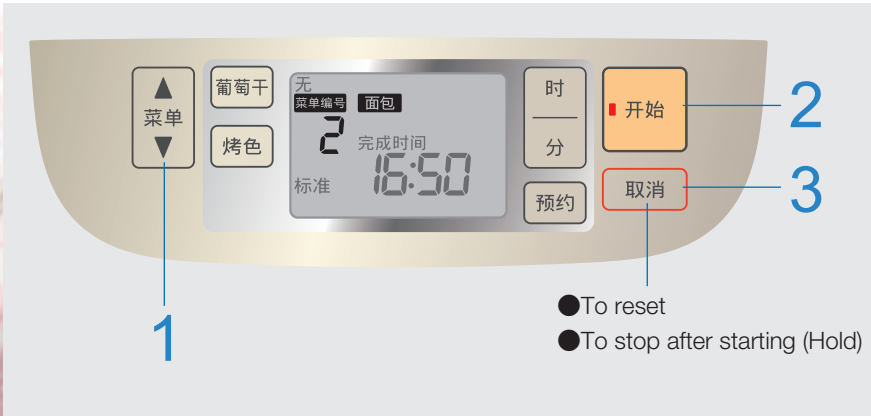 ▲
菜单
▼
葡萄干
烤色
无
菜单编号 面包
2
完成时间
16:50
标准
时
分
预约
开始
取消
1
2
3
●To reset
●To stop after starting (Hold)